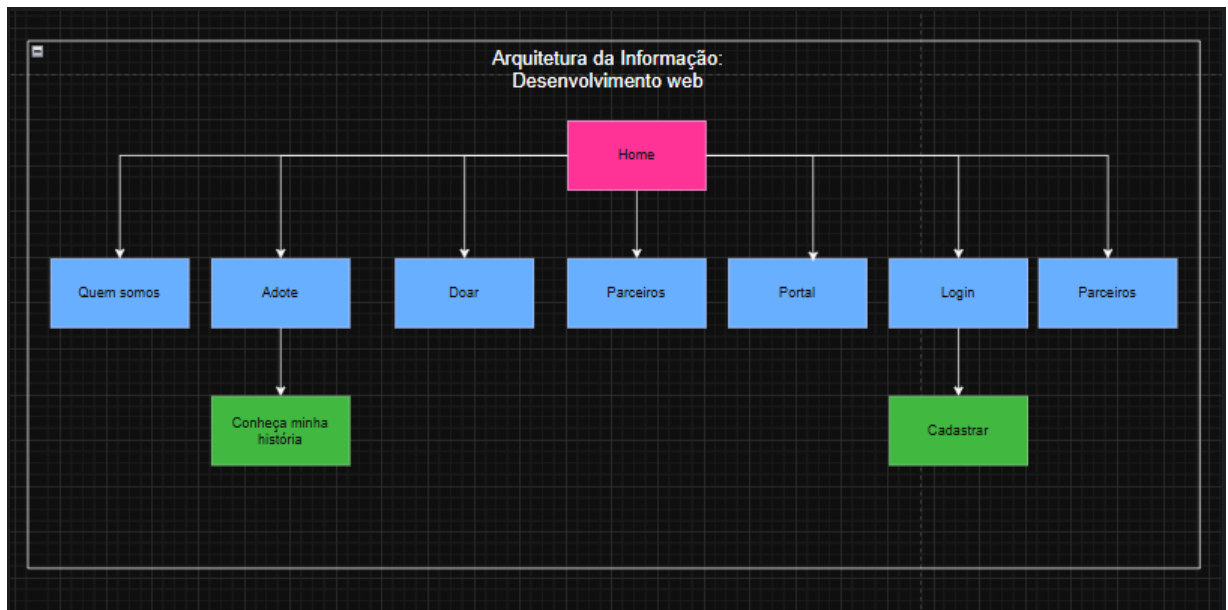 Arquitetura da Informação:
Desenvolvimento web
Home
Quem somos
Adote
Doar
Parceiros
Portal
Login
Parceiros
Conheça minha
história
Cadastrar